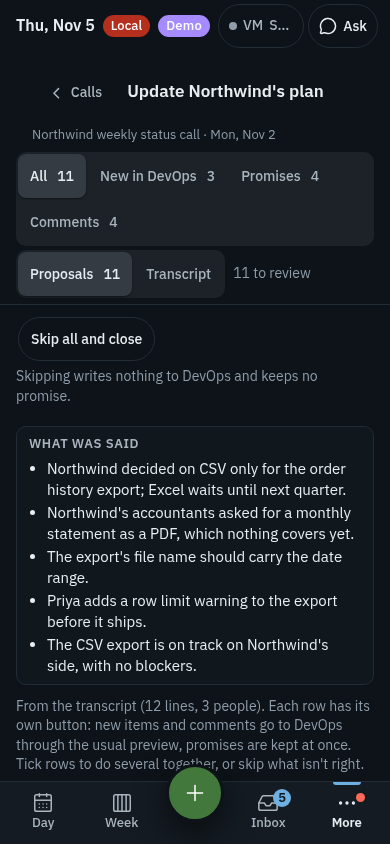 Thu, Nov 5 Local Demo VM S... Ask
Calls Update Northwind's plan
Northwind weekly status call · Mon, Nov 2
All 11 New in DevOps 3 Promises 4
Comments 4
Proposals 11 Transcript 11 to review
Skip all and close
Skipping writes nothing to DevOps and keeps no
promise.
WHAT WAS SAID
• Northwind decided on CSV only for the order
history export; Excel waits until next quarter.
• Northwind's accountants asked for a monthly
statement as a PDF, which nothing covers yet.
• The export's file name should carry the date
range.
• Priya adds a row limit warning to the export
before it ships.
• The CSV export is on track on Northwind's
side, with no blockers.
From the transcript (12 lines, 3 people). Each row has its
own button: new items and comments go to DevOps
through the usual preview, promises are kept at once.
Tick rows to do several together, or skip what isn't right.
Day Week Inbox 5 More